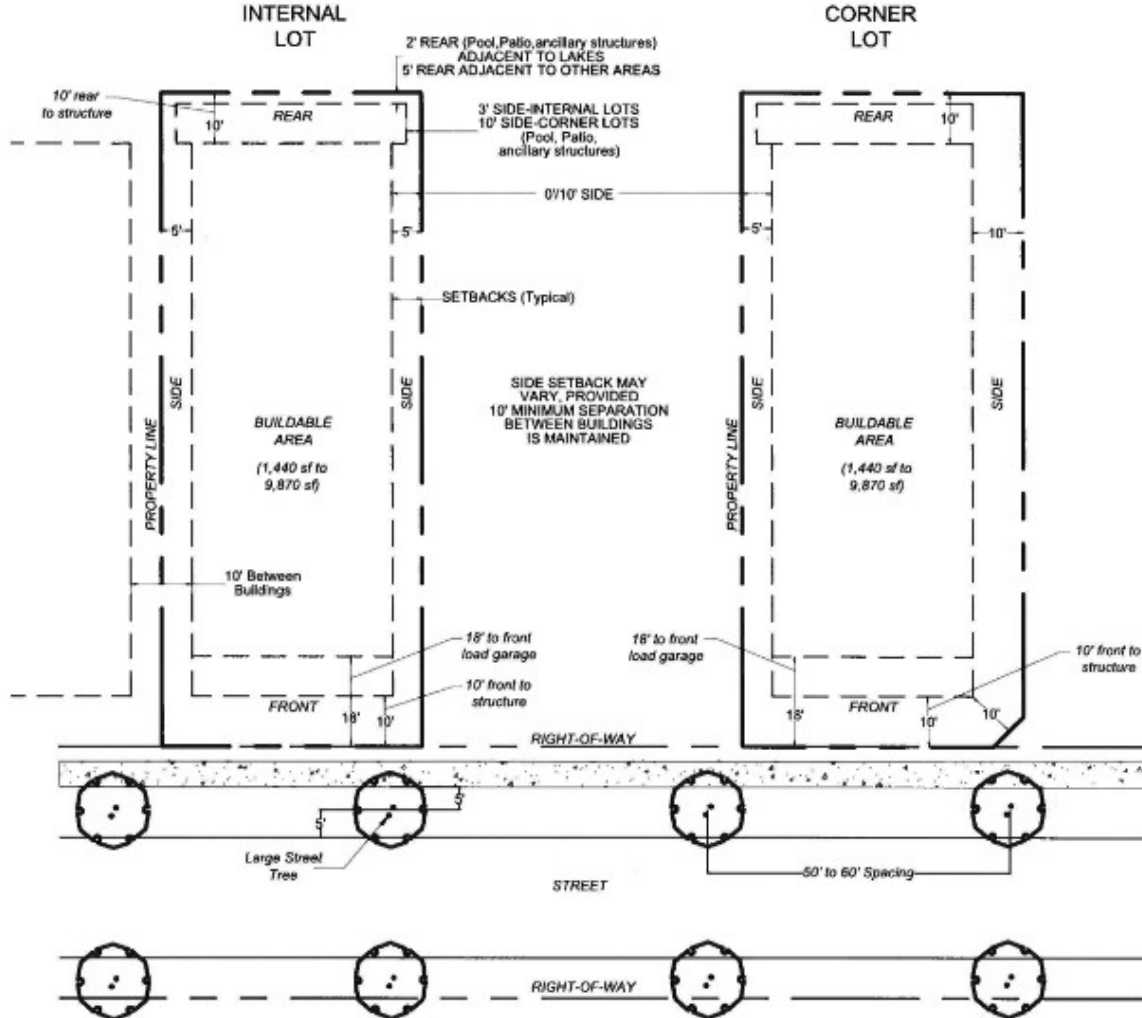 INTERNAL
LOT
CORNER
LOT
2' REAR (Pool,Patio,ancillary structures)
ADJACENT TO LAKES
5' REAR ADJACENT TO OTHER AREAS
10' rear
to structure
10'
REAR
3' SIDE-INTERNAL LOTS
10' SIDE-CORNER LOTS
(Pool, Patio,
ancillary structures)
REAR
10'
0'/10' SIDE
5'
5'
5'
10'
SETBACKS (Typical)
SIDE SETBACK MAY
VARY, PROVIDED
10' MINIMUM SEPARATION
BETWEEN BUILDINGS
IS MAINTAINED
PROPERTY LINE
SIDE
BUILDABLE
AREA
(1,440 sf to
9,870 sf)
SIDE
PROPERTY LINE
SIDE
BUILDABLE
AREA
(1,440 sf to
9,870 sf)
SIDE
10' Between
Buildings
18' to front
load garage
10' front to
structure
18' to front
load garage
10' front to
structure
FRONT
18'
10'
FRONT
18'
10'
10'
RIGHT-OF-WAY
5'
5'
Large Street
Tree
50' to 60' Spacing
STREET
RIGHT-OF-WAY